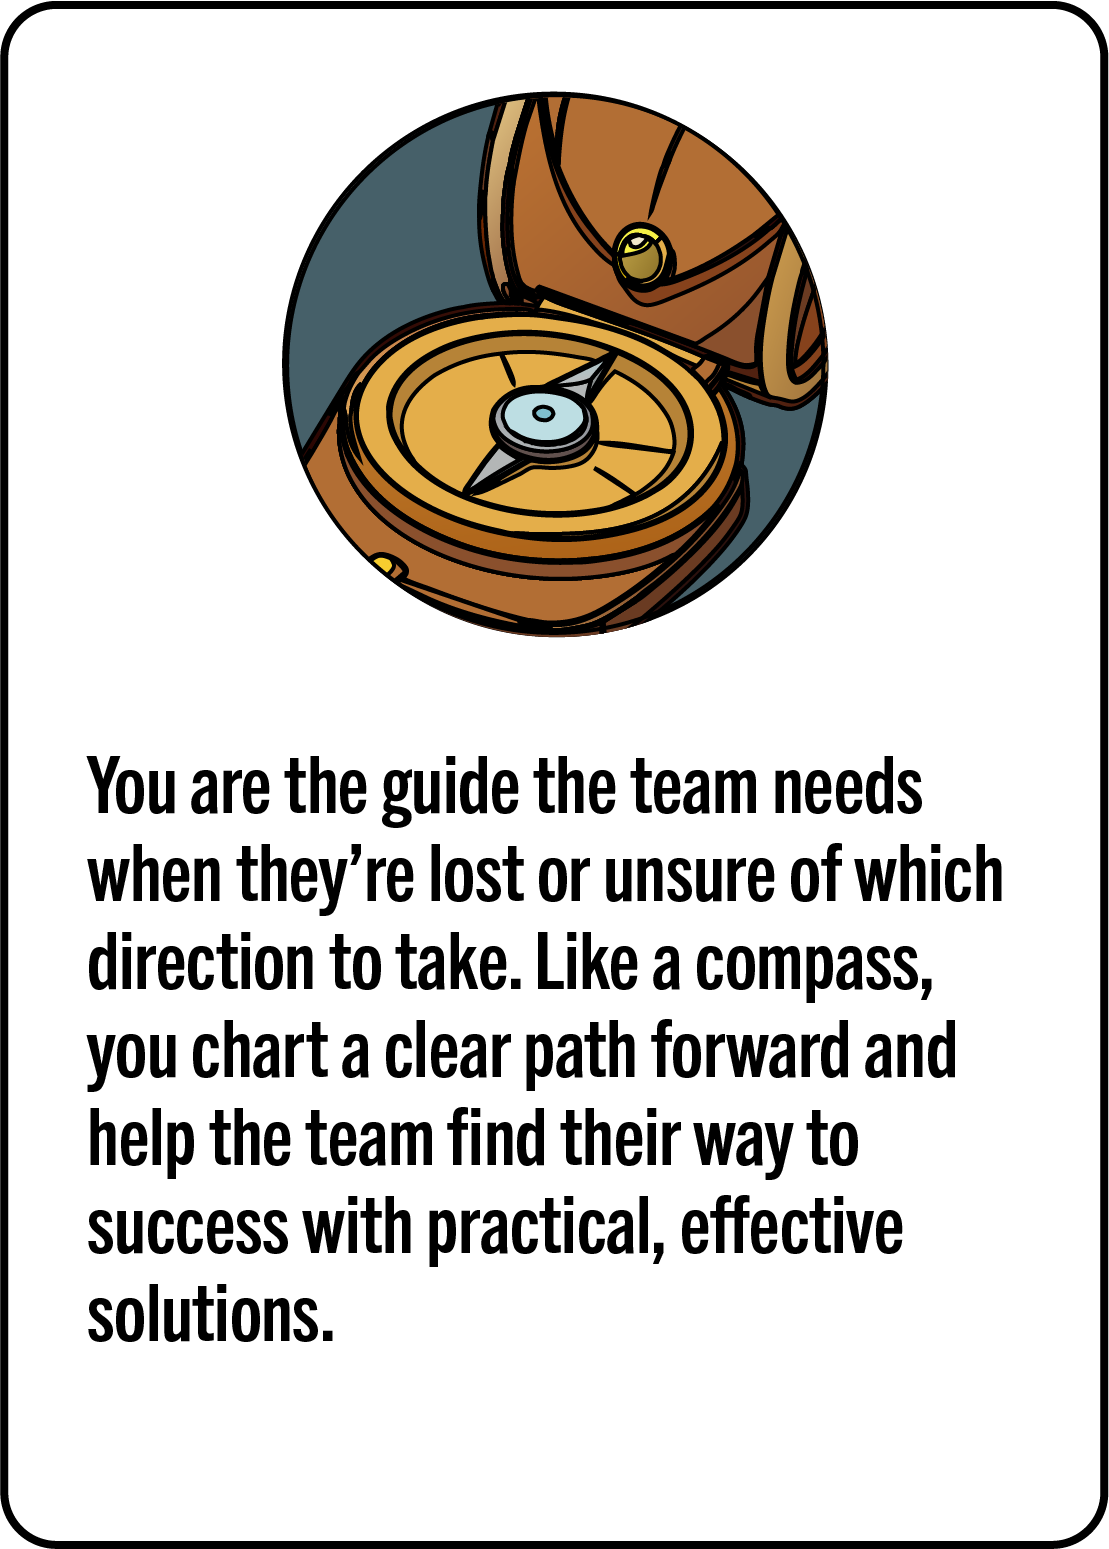 You are the guide the team needs
when they’re lost or unsure of which
direction to take. Like a compass,
you chart a clear path forward and
help the team find their way to
success with practical, effective
solutions.